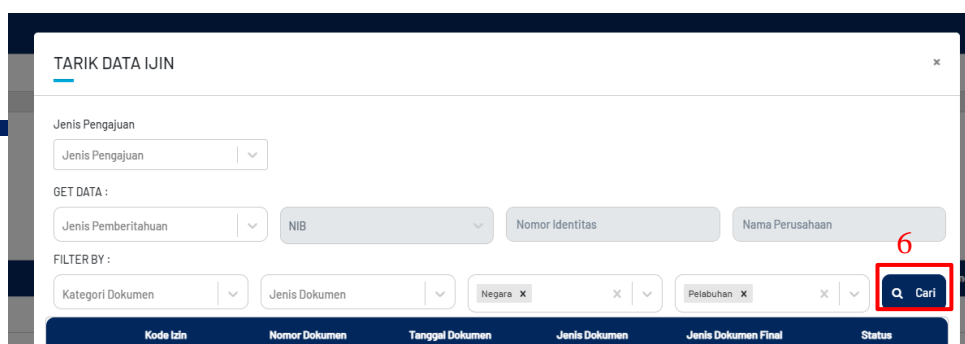 TARIK DATA IJIN ×
Jenis Pengajuan
Jenis Pengajuan
GET DATA :
Jenis Pemberitahuan NIB Nomor Identitas Nama Perusahaan
6
FILTER BY :
Kategori Dokumen Jenis Dokumen Negara x Pelabuhan x Cari
Kode Izin Nomor Dokumen Tanggal Dokumen Jenis Dokumen Jenis Dokumen Final Status